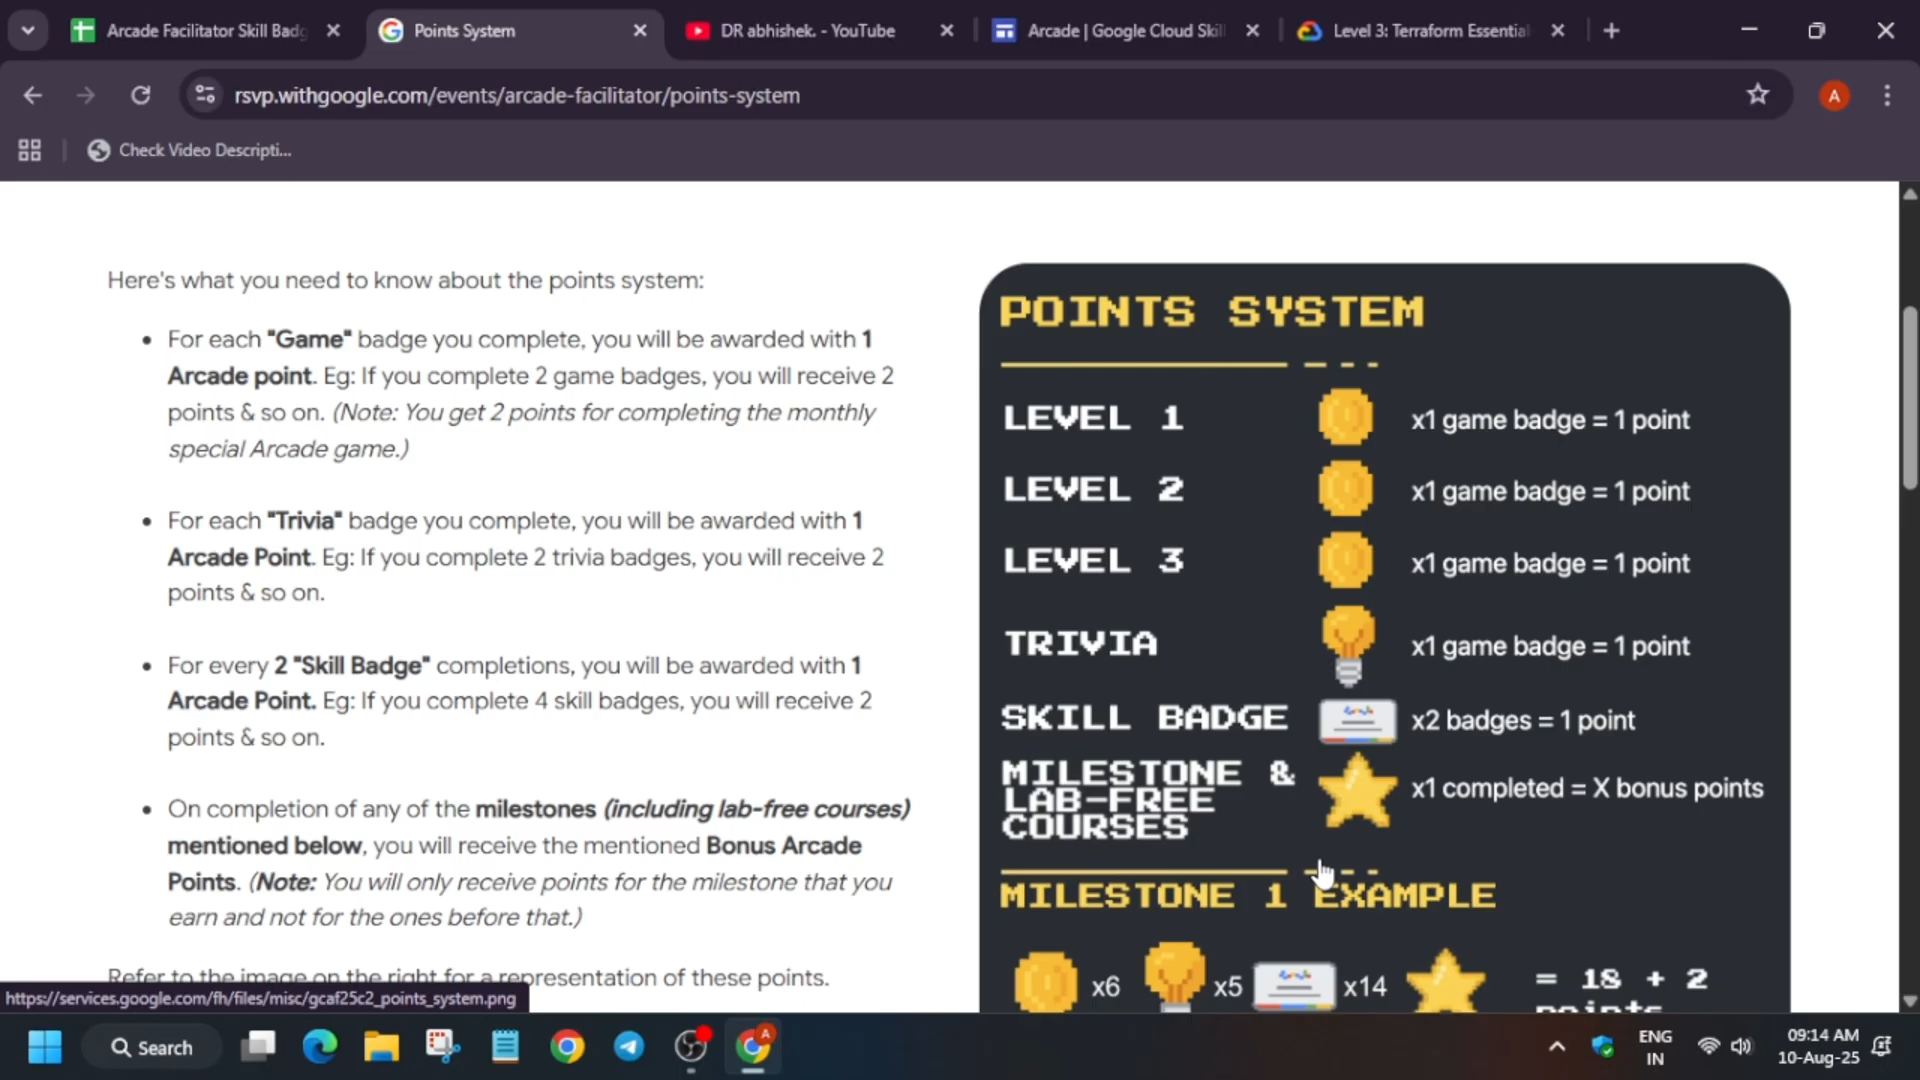 Arcade Facilitator Skill Badg
Points System
DR abhishek. - YouTube
Arcade | Google Cloud Skil
Level 3: Terraform Essential
rsvp.withgoogle.com/events/arcade-facilitator/points-system
A
Check Video Descripti...
Here's what you need to know about the points system:
For each "Game" badge you complete, you will be awarded with 1
Arcade point. Eg: If you complete 2 game badges, you will receive 2
points & so on. (Note: You get 2 points for completing the monthly
special Arcade game.)
For each "Trivia" badge you complete, you will be awarded with 1
Arcade Point. Eg: If you complete 2 trivia badges, you will receive 2
points & so on.
For every 2 "Skill Badge" completions, you will be awarded with 1
Arcade Point. Eg: If you complete 4 skill badges, you will receive 2
points & so on.
On completion of any of the milestones (including lab-free courses)
mentioned below, you will receive the mentioned Bonus Arcade
Points. (Note: You will only receive points for the milestone that you
earn and not for the ones before that.)
Refer to the image on the right for a representation of these points.
POINTS SYSTEM
LEVEL 1 x1 game badge = 1 point
LEVEL 2 x1 game badge = 1 point
LEVEL 3 x1 game badge = 1 point
TRIVIA x1 game badge = 1 point
SKILL BADGE x2 badges = 1 point
MILESTONE &
LAB-FREE
COURSES
x1 completed = X bonus points
MILESTONE 1 EXAMPLE
x6 x5 x14 = 18 + 2
points
https://services.google.com/fh/files/misc/gcaf25c2_points_system.png
Search
A
ENG
IN
09:14 AM
10-Aug-25